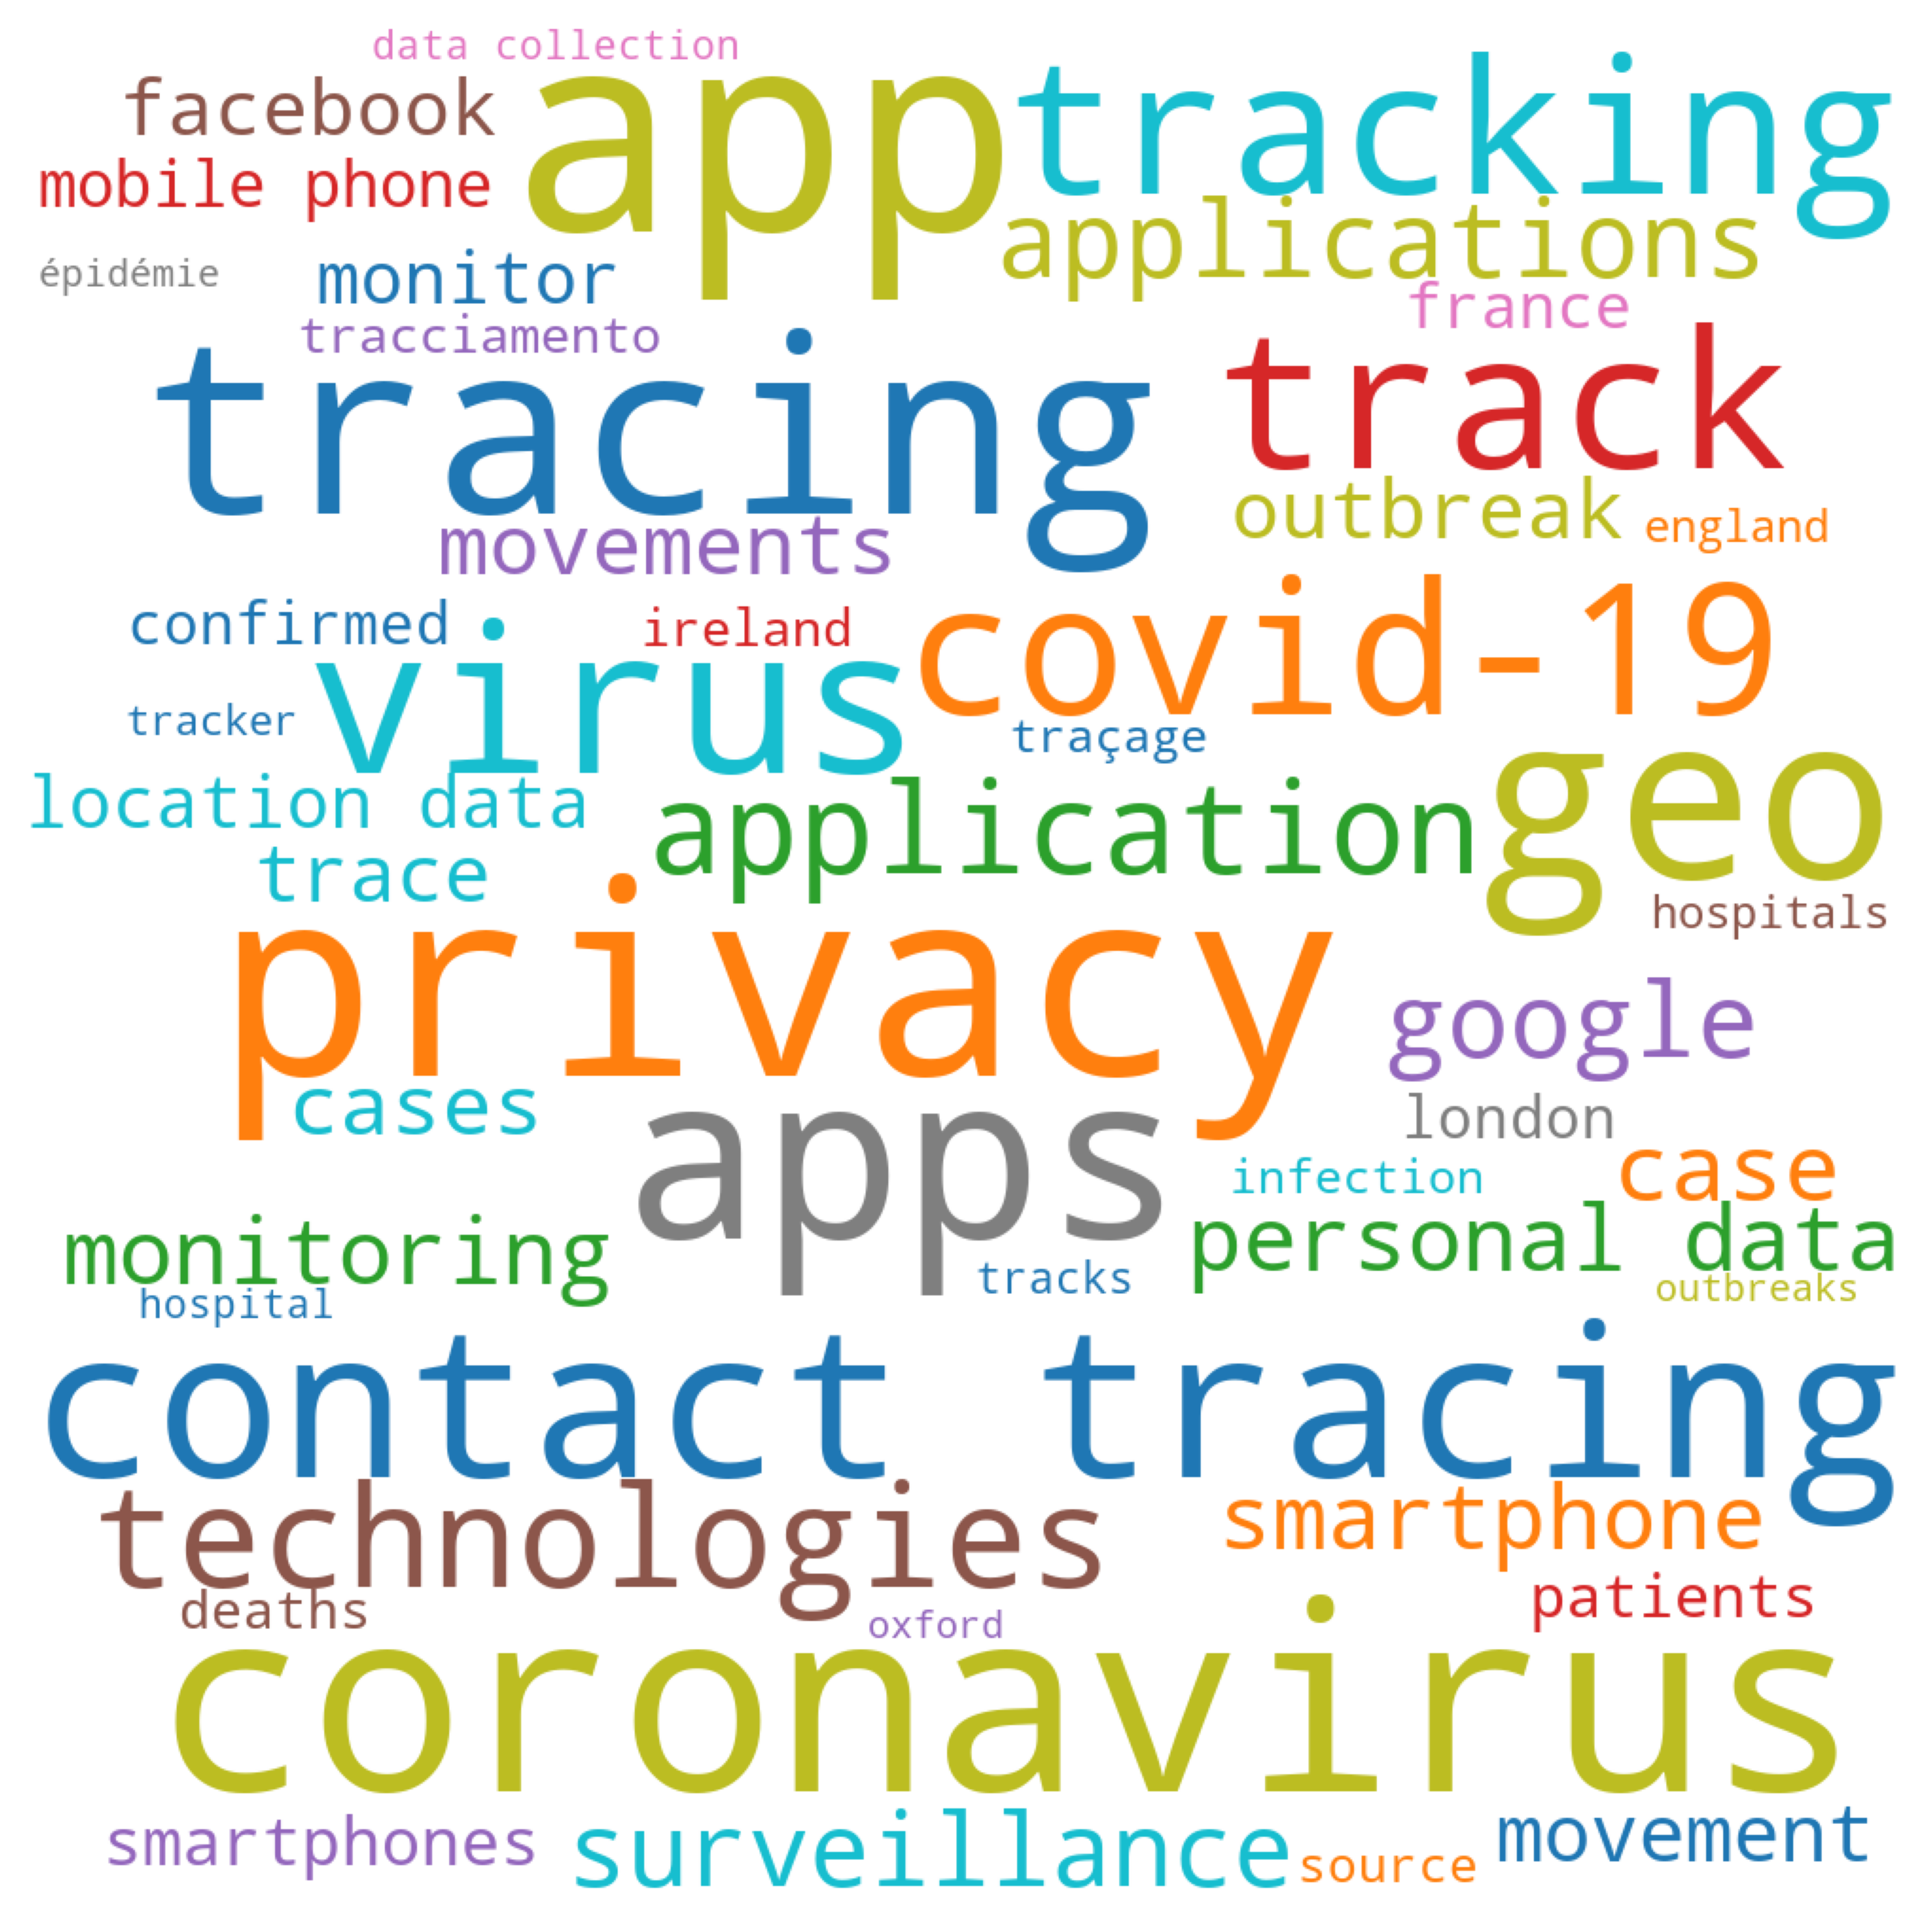 data collection
facebook
app
tracking
mobile phone
applications
épidémie
monitor
france
tracciamento
tracing
track
outbreak
england
movements
confirmed
ireland
covid-19
virus
tracker
traçage
geo
location data
application
trace
hospitals
privacy
google
cases
apps
london
infection
case
monitoring
personal data
tracks
hospital
outbreaks
contact tracing
technologies
smartphone
deaths
oxford
patients
coronavirus
smartphones
surveillance
source
movement